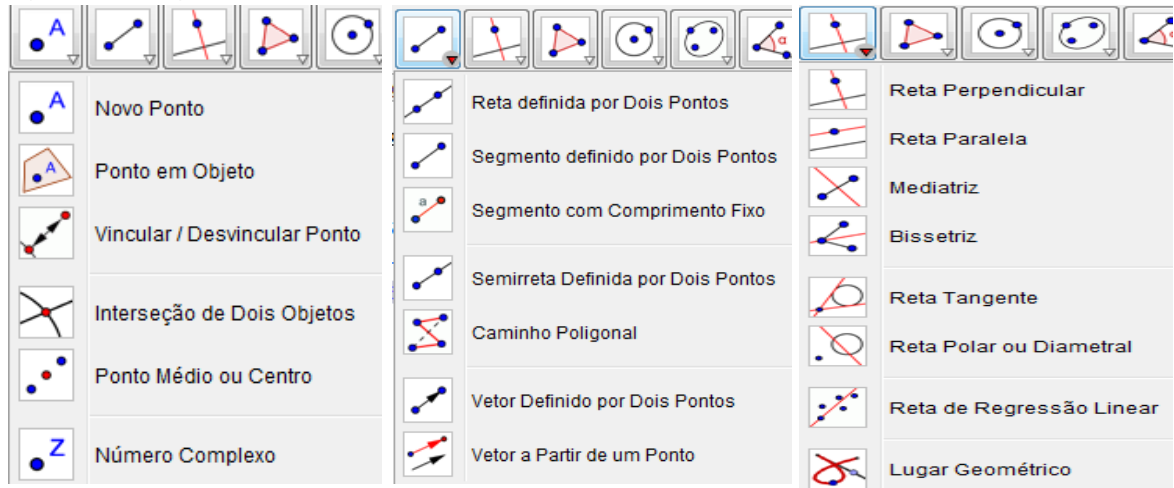 A
Novo Ponto
A
Ponto em Objeto
Vincular / Desvincular Ponto
Interseção de Dois Objetos
Ponto Médio ou Centro
Z
Número Complexo
α
Reta definida por Dois Pontos
Segmento definido por Dois Pontos
a
Segmento com Comprimento Fixo
Semirreta Definida por Dois Pontos
Caminho Poligonal
Vetor Definido por Dois Pontos
Vetor a Partir de um Ponto
Reta Perpendicular
Reta Paralela
Mediatriz
Bissetriz
Reta Tangente
Reta Polar ou Diametral
Reta de Regressão Linear
Lugar Geométrico